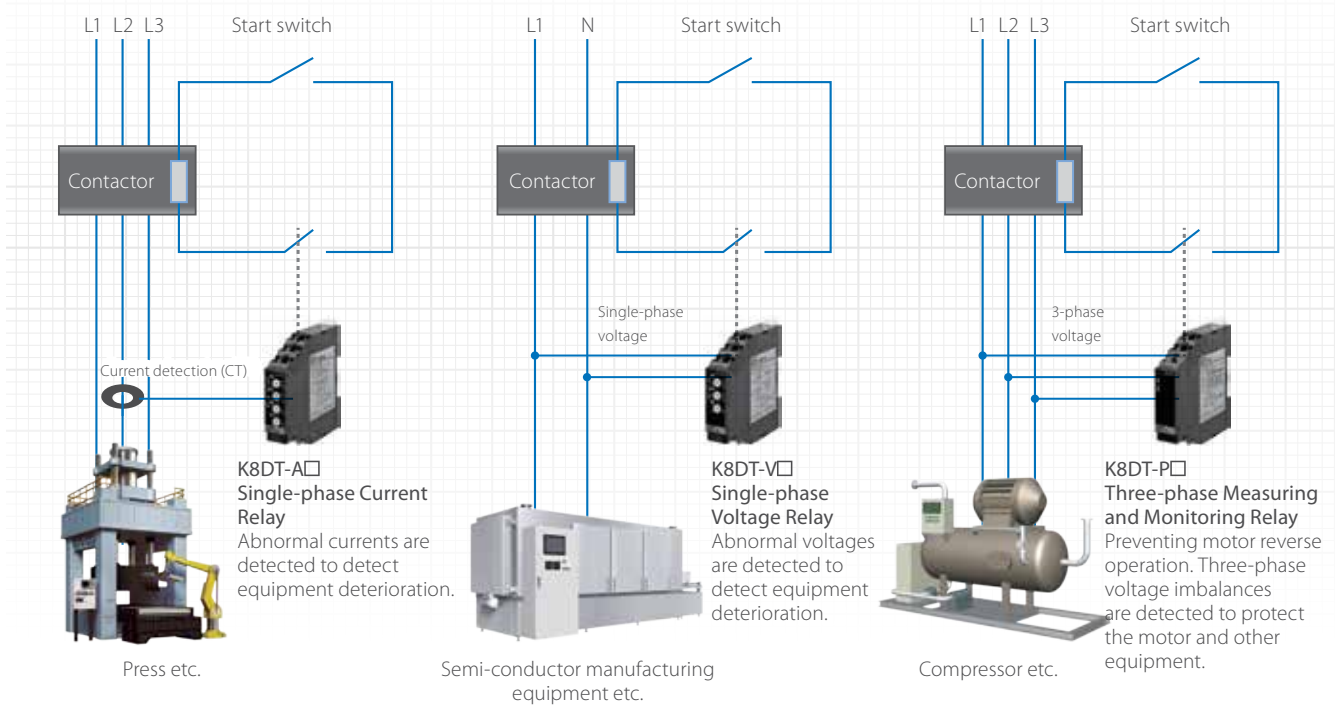 L1 L2 L3
Start switch
Contactor
Current detection (CT)
K8DT-A□
Single-phase Current
Relay
Abnormal currents are
detected to detect
equipment deterioration.
Press etc.
L1 N
Start switch
Contactor
Single-phase
voltage
K8DT-V□
Single-phase
Voltage Relay
Abnormal voltages
are detected to
detect equipment
deterioration.
Semi-conductor manufacturing
equipment etc.
L1 L2 L3
Start switch
Contactor
3-phase
voltage
K8DT-P□
Three-phase Measuring
and Monitoring Relay
Preventing motor reverse
operation. Three-phase
voltage imbalances
are detected to protect
the motor and other
equipment.
Compressor etc.